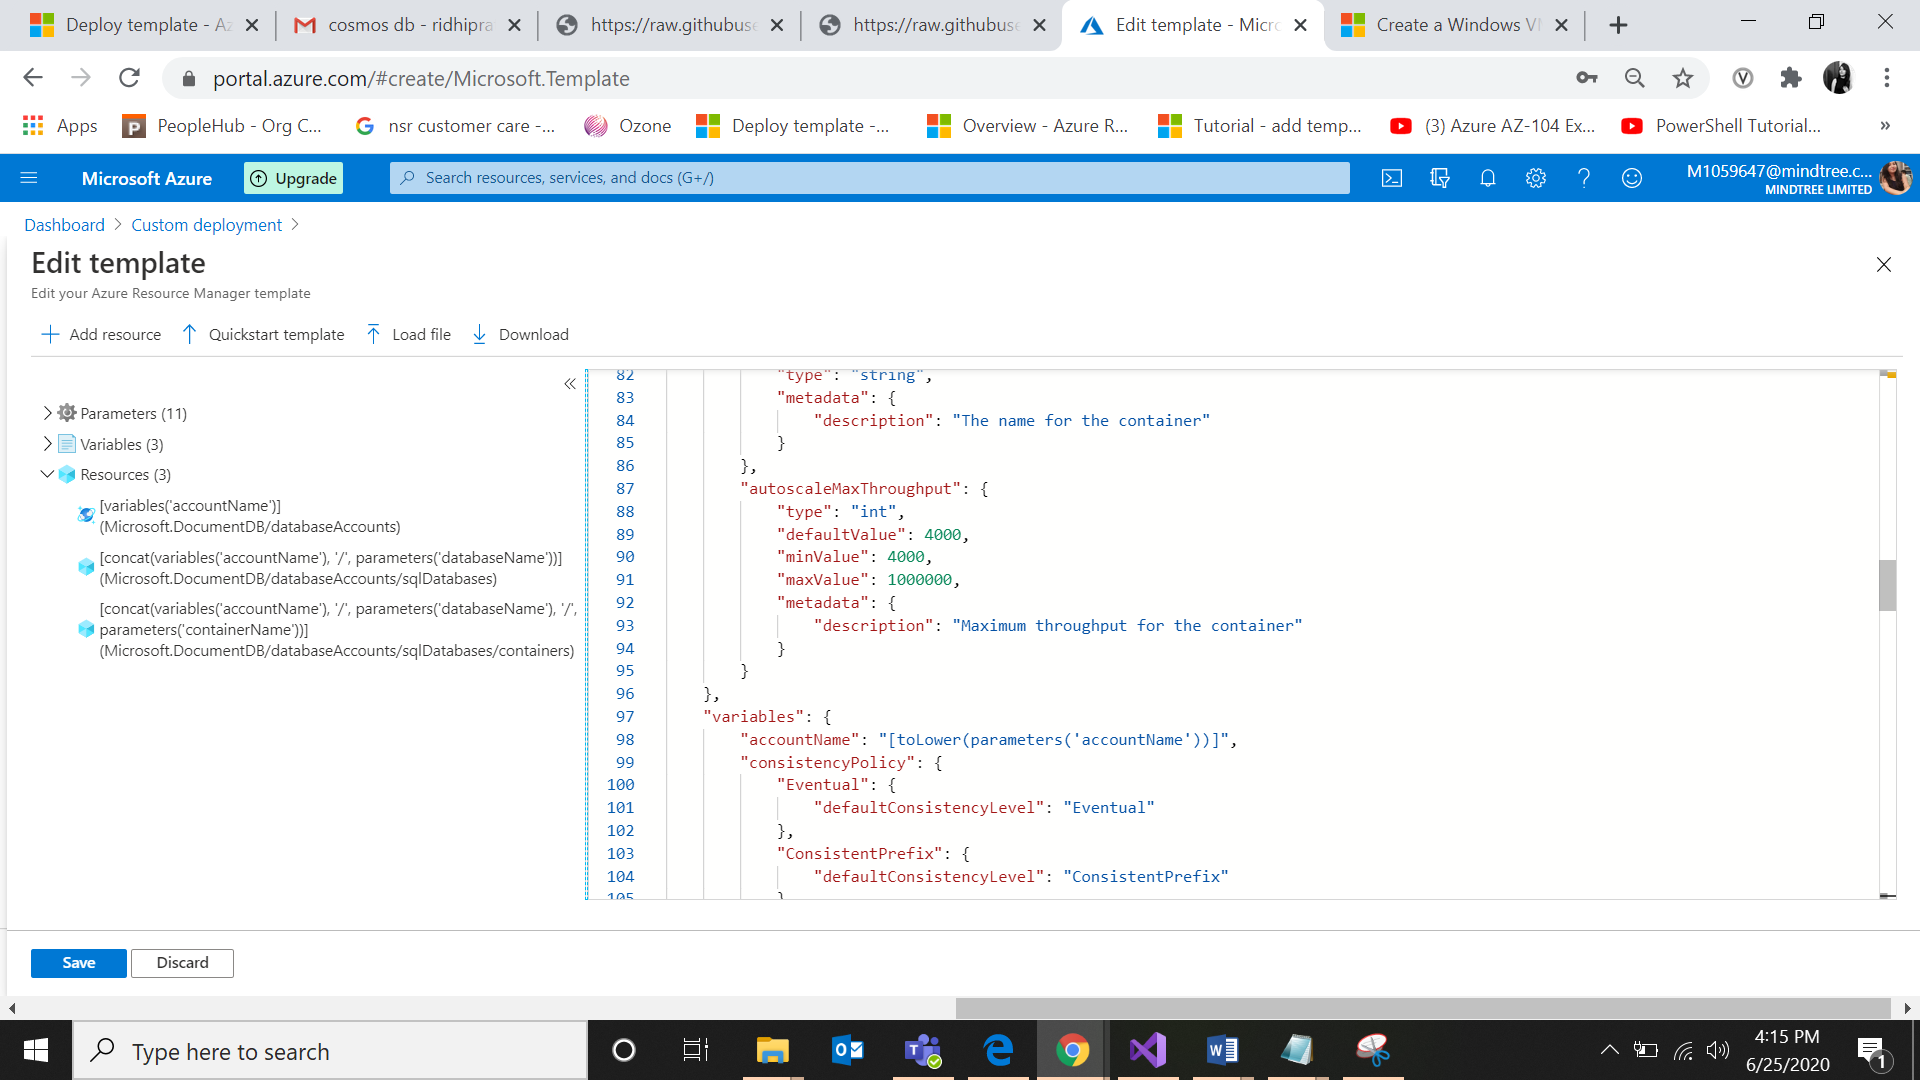 Deploy template - Az
cosmos db - ridhipra
https://raw.githubuse
https://raw.githubuse
Edit template - Micro
Create a Windows VM
portal.azure.com/#create/Microsoft.Template
Apps
PeopleHub - Org C...
nsr customer care -...
Ozone
Deploy template -...
Overview - Azure R...
Tutorial - add temp...
(3) Azure AZ-104 Ex...
PowerShell Tutorial...
»
Microsoft Azure
Upgrade
Search resources, services, and docs (G+/)
M1059647@mindtree.c...
MINDTREE LIMITED
Dashboard > Custom deployment >
Edit template
Edit your Azure Resource Manager template
Add resource
Quickstart template
Load file
Download
Parameters (11)
Variables (3)
Resources (3)
[variables('accountName')]
(Microsoft.DocumentDB/databaseAccounts)
[concat(variables('accountName'), '/', parameters('databaseName'))]
(Microsoft.DocumentDB/databaseAccounts/sqlDatabases)
[concat(variables('accountName'), '/', parameters('databaseName'), '/',
parameters('containerName'))]
(Microsoft.DocumentDB/databaseAccounts/sqlDatabases/containers)
82 "type": "string",
83 "metadata": {
84 "description": "The name for the container"
85 }
86 },
87 "autoscaleMaxThroughput": {
88 "type": "int",
89 "defaultValue": 4000,
90 "minValue": 4000,
91 "maxValue": 1000000,
92 "metadata": {
93 "description": "Maximum throughput for the container"
94 }
95 }
96 },
97 "variables": {
98 "accountName": "[toLower(parameters('accountName'))]",
99 "consistencyPolicy": {
100 "Eventual": {
101 "defaultConsistencyLevel": "Eventual"
102 },
103 "ConsistentPrefix": {
104 "defaultConsistencyLevel": "ConsistentPrefix"
105 }
Save
Discard
Type here to search
4:15 PM
6/25/2020
1